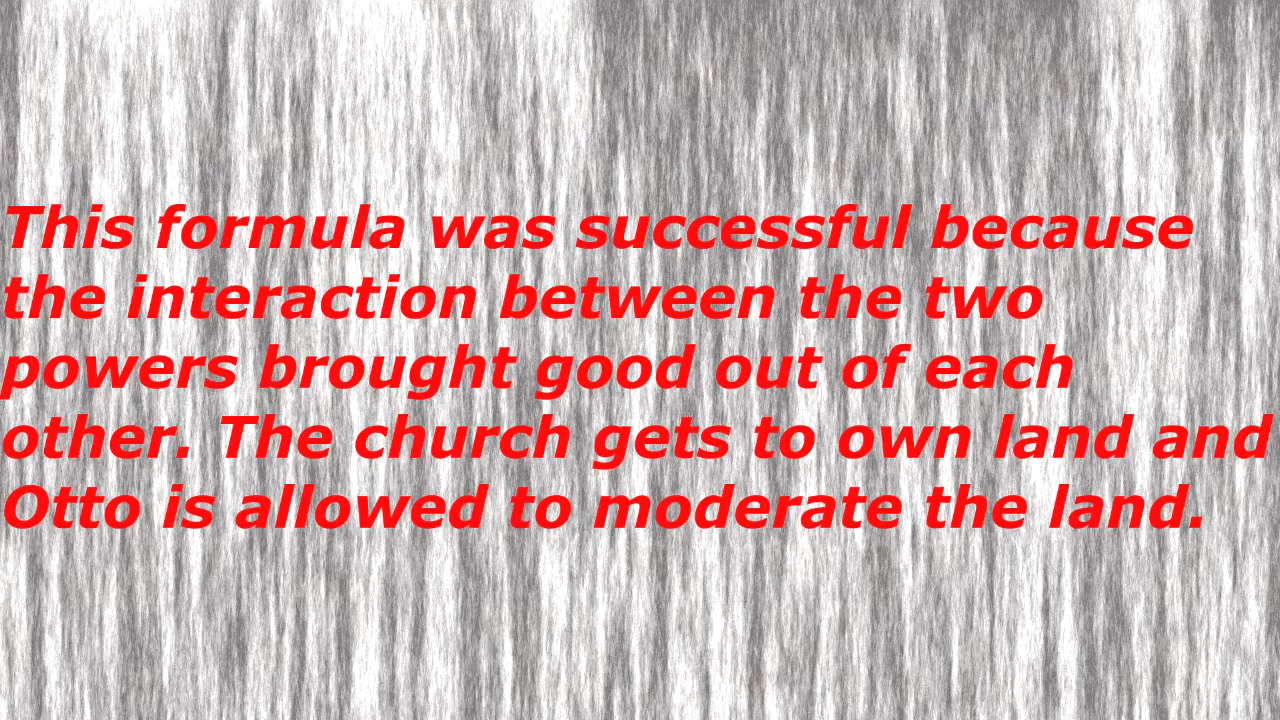 This formula was successful because
the interaction between the two
powers brought good out of each
other. The church gets to own land and
Otto is allowed to moderate the land.